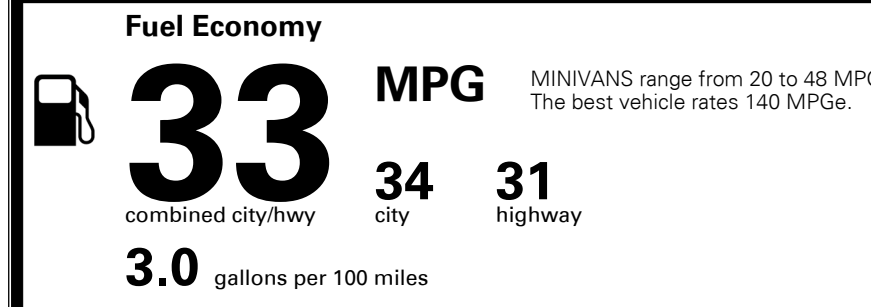 Fuel Economy
33 MPG
MINIVANS range from 20 to 48 MPG
The best vehicle rates 140 MPGe.
34 31
combined city/hwy city highway
3.0 gallons per 100 miles